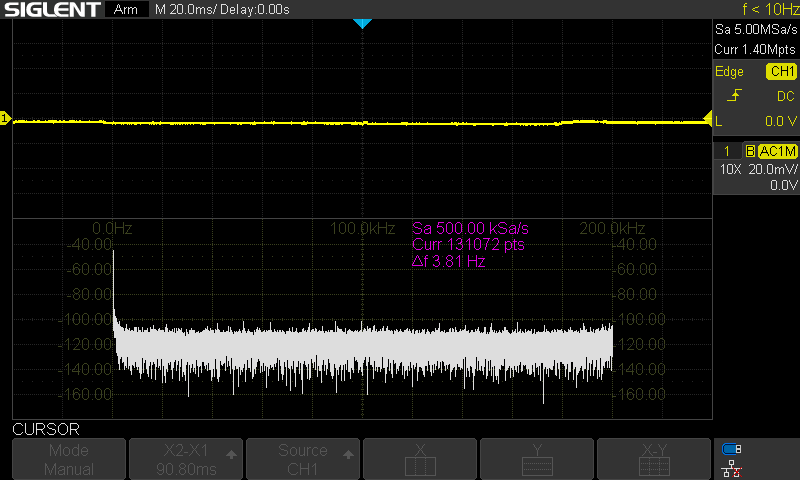 SIGLENT Arm M 20.0ms/ Delay:0.00s f < 10Hz
Sa 5.00MSa/s
Curr 1.40Mpts
Edge CH1
DC
L 0.0 V
1 B AC1M
10X 20.0mV/
0.0V
1
0.0Hz 100.0kHz 200.0kHz
Sa 500.00 kSa/s
Curr 131072 pts
Δf 3.81 Hz
-40.00 -40.00
-60.00 -60.00
-80.00 -80.00
-100.00 -100.00
-120.00 -120.00
-140.00 -140.00
-160.00 -160.00
CURSOR
Mode X2-X1 Source X Y X-Y
Manual 90.80ms CH1